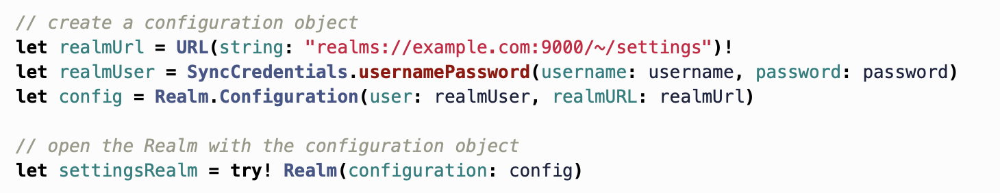 // create a configuration object
let realmUrl = URL(string: "realms://example.com:9000/~/settings")!
let realmUser = SyncCredentials.usernamePassword(username: username, password: password)
let config = Realm.Configuration(user: realmUser, realmURL: realmUrl)
// open the Realm with the configuration object
let settingsRealm = try! Realm(configuration: config)